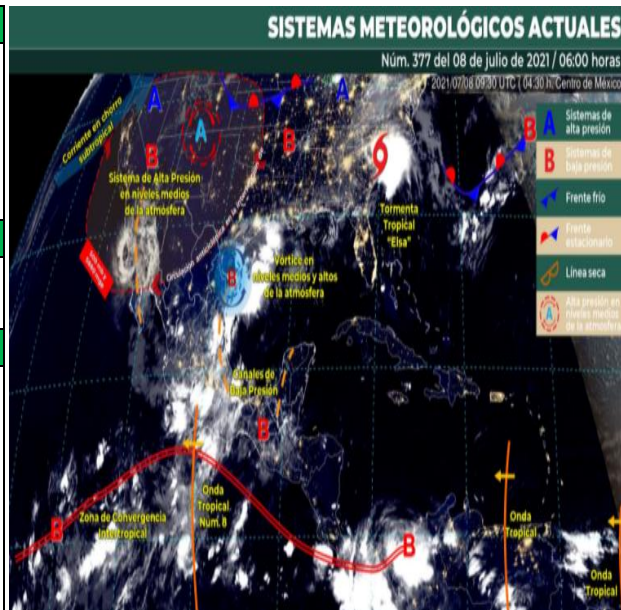 SISTEMAS METEOROLÓGICOS ACTUALES
Núm. 377 del 08 de julio de 2021 / 06:00 horas
2021/07/08 09:30 UTC | 04:30 h. Centro de México
Corriente en chorro
subtropical
A
A
A
B
B
B
Sistema de Alta Presión
en niveles medios
de la atmósfera
Tormenta
Tropical
"Elsa"
A
Sistemas de
alta presión
B
Sistemas de
baja presión
Frente frío
Frente
estacionario
Línea seca
A
Alta presión en
niveles medios
de la atmósfera
B
Vórtice en
niveles medios y altos
de la atmósfera
Canales de
Baja Presión
B
B
Zona de Convergencia
Intertropical
Onda
Tropical
Núm. 8
B
Onda
Tropical
Onda
Tropical